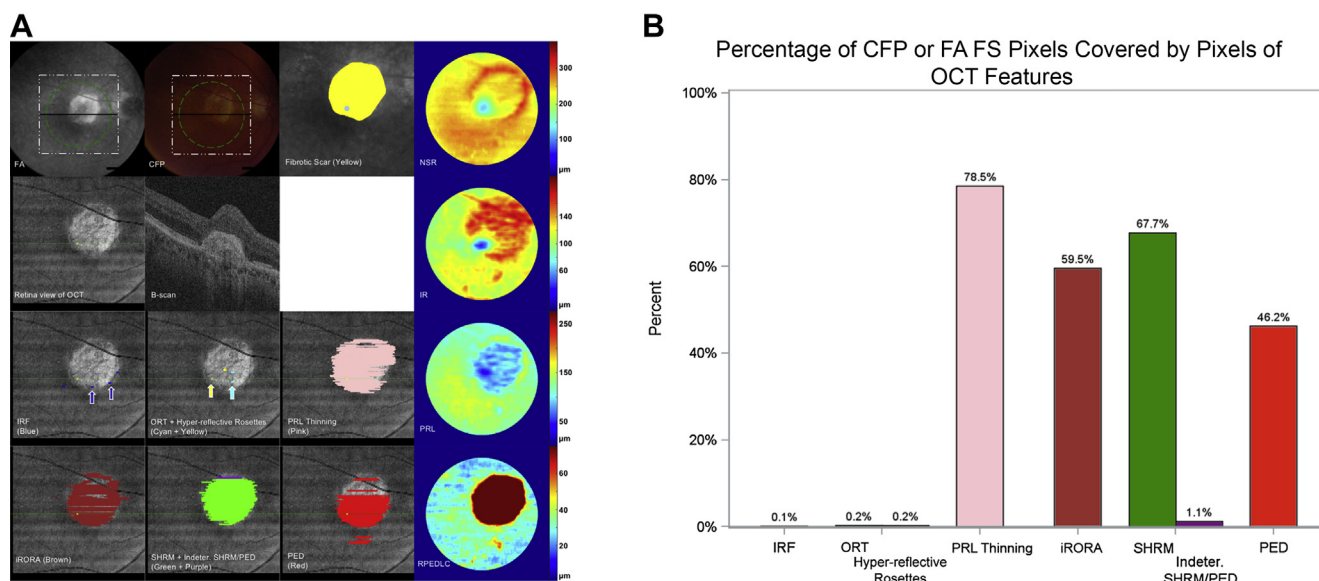 A
FA
CFP
Fibrotic Scar (Yellow)
NSR
300
200
100
µm
Retina view of OCT
B-scan
IR
140
100
60
µm
IRF
(Blue)
ORT + Hyper-reflective Rosettes
(Cyan + Yellow)
PRL Thinning
(Pink)
PRL
250
150
50
µm
iRORA (Brown)
SHRM + Indeter. SHRM/PED
(Green + Purple)
PED
(Red)
RPEDLC
60
40
20
µm
B
Percentage of CFP or FA FS Pixels Covered by Pixels of
OCT Features
Percent
100%
80%
60%
40%
20%
0%
0.1%
0.2%
0.2%
78.5%
59.5%
67.7%
1.1%
46.2%
IRF
ORT
Hyper-reflective
Rosettes
PRL Thinning
iRORA
SHRM
Indeter.
SHRM/PED
PED